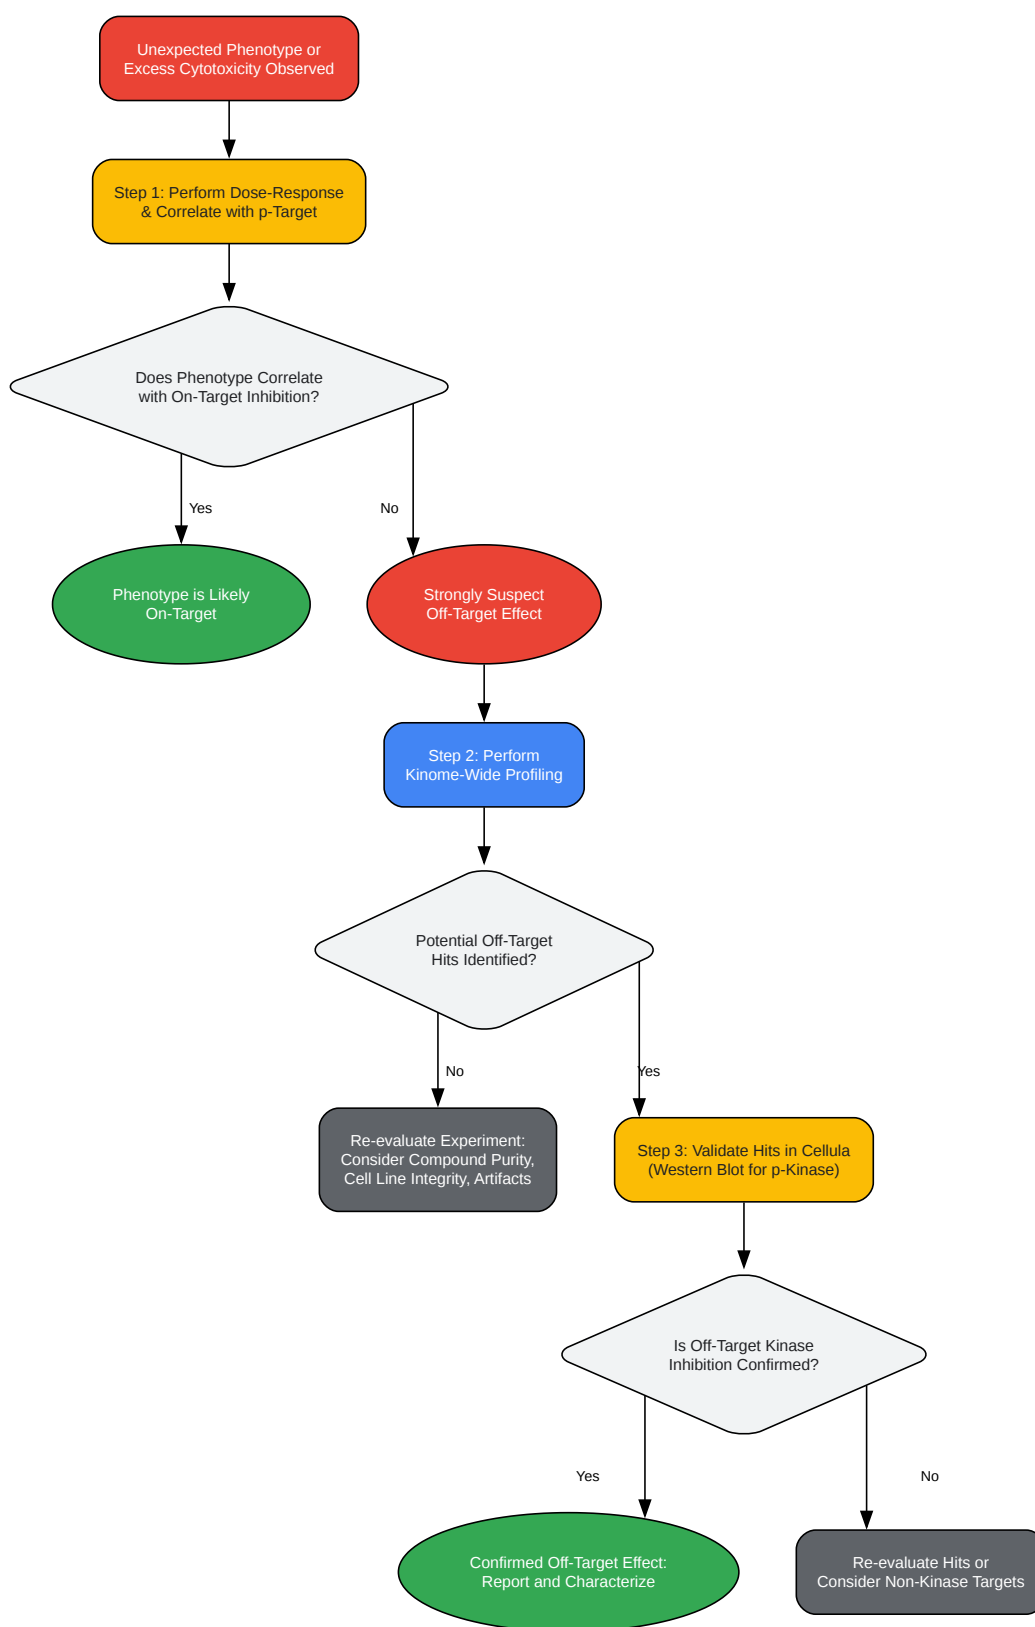 Unexpected Phenotype or
Excess Cytotoxicity Observed
Step 1: Perform Dose-Response
& Correlate with p-Target
Does Phenotype Correlate
with On-Target Inhibition?
Yes
No
Phenotype is Likely
On-Target
Strongly Suspect
Off-Target Effect
Step 2: Perform
Kinome-Wide Profiling
Potential Off-Target
Hits Identified?
No
Yes
Re-evaluate Experiment:
Consider Compound Purity,
Cell Line Integrity, Artifacts
Step 3: Validate Hits in Cellula
(Western Blot for p-Kinase)
Is Off-Target Kinase
Inhibition Confirmed?
Yes
No
Confirmed Off-Target Effect:
Report and Characterize
Re-evaluate Hits or
Consider Non-Kinase Targets